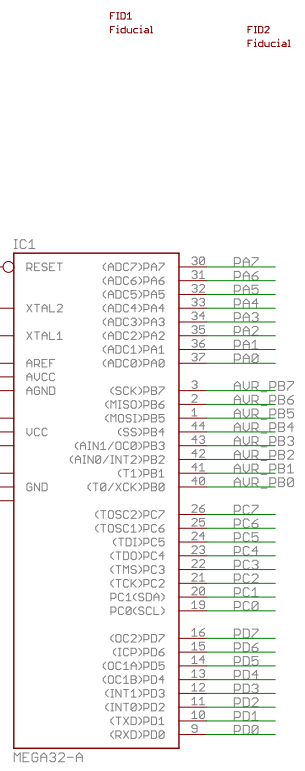 FID1
Fiducial
FID2
Fiducial
IC1
RESET (ADC7)PA7 30 PA7
(ADC6)PA6 31 PA6
(ADC5)PA5 32 PA5
XTAL2 (ADC4)PA4 33 PA4
(ADC3)PA3 34 PA3
XTAL1 (ADC2)PA2 35 PA2
(ADC1)PA1 36 PA1
AREF (ADC0)PA0 37 PA0
AVCC
AGND (SCK)PB7 3 AVR_PB7
(MISO)PB6 2 AVR_PB6
(MOSI)PB5 1 AVR_PB5
VCC (SS)PB4 44 AVR_PB4
(AIN1/OC0)PB3 43 AVR_PB3
(AIN0/INT2)PB2 42 AVR_PB2
(T1)PB1 41 AVR_PB1
GND (T0/XCK)PB0 40 AVR_PB0
(TOSC2)PC7 26 PC7
(TOSC1)PC6 25 PC6
(TDI)PC5 24 PC5
(TDO)PC4 23 PC4
(TMS)PC3 22 PC3
(TCK)PC2 21 PC2
PC1(SDA) 20 PC1
PC0(SCL) 19 PC0
(OC2)PD7 16 PD7
(ICP)PD6 15 PD6
(OC1A)PD5 14 PD5
(OC1B)PD4 13 PD4
(INT1)PD3 12 PD3
(INT0)PD2 11 PD2
(TXD)PD1 10 PD1
(RXD)PD0 9 PD0
MEGA32-A